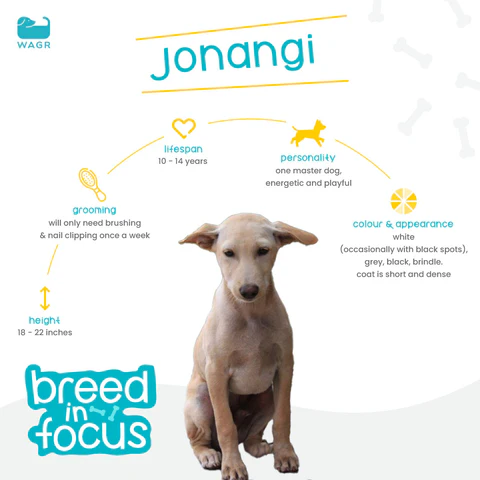 WAGR
Jonangi
lifespan
10 - 14 years
personality
one master dog,
energetic and playful
grooming
will only need brushing
& nail clipping once a week
colour & appearance
white
(occasionally with black spots),
grey, black, brindle.
coat is short and dense
height
18 - 22 inches
breed
in
focus